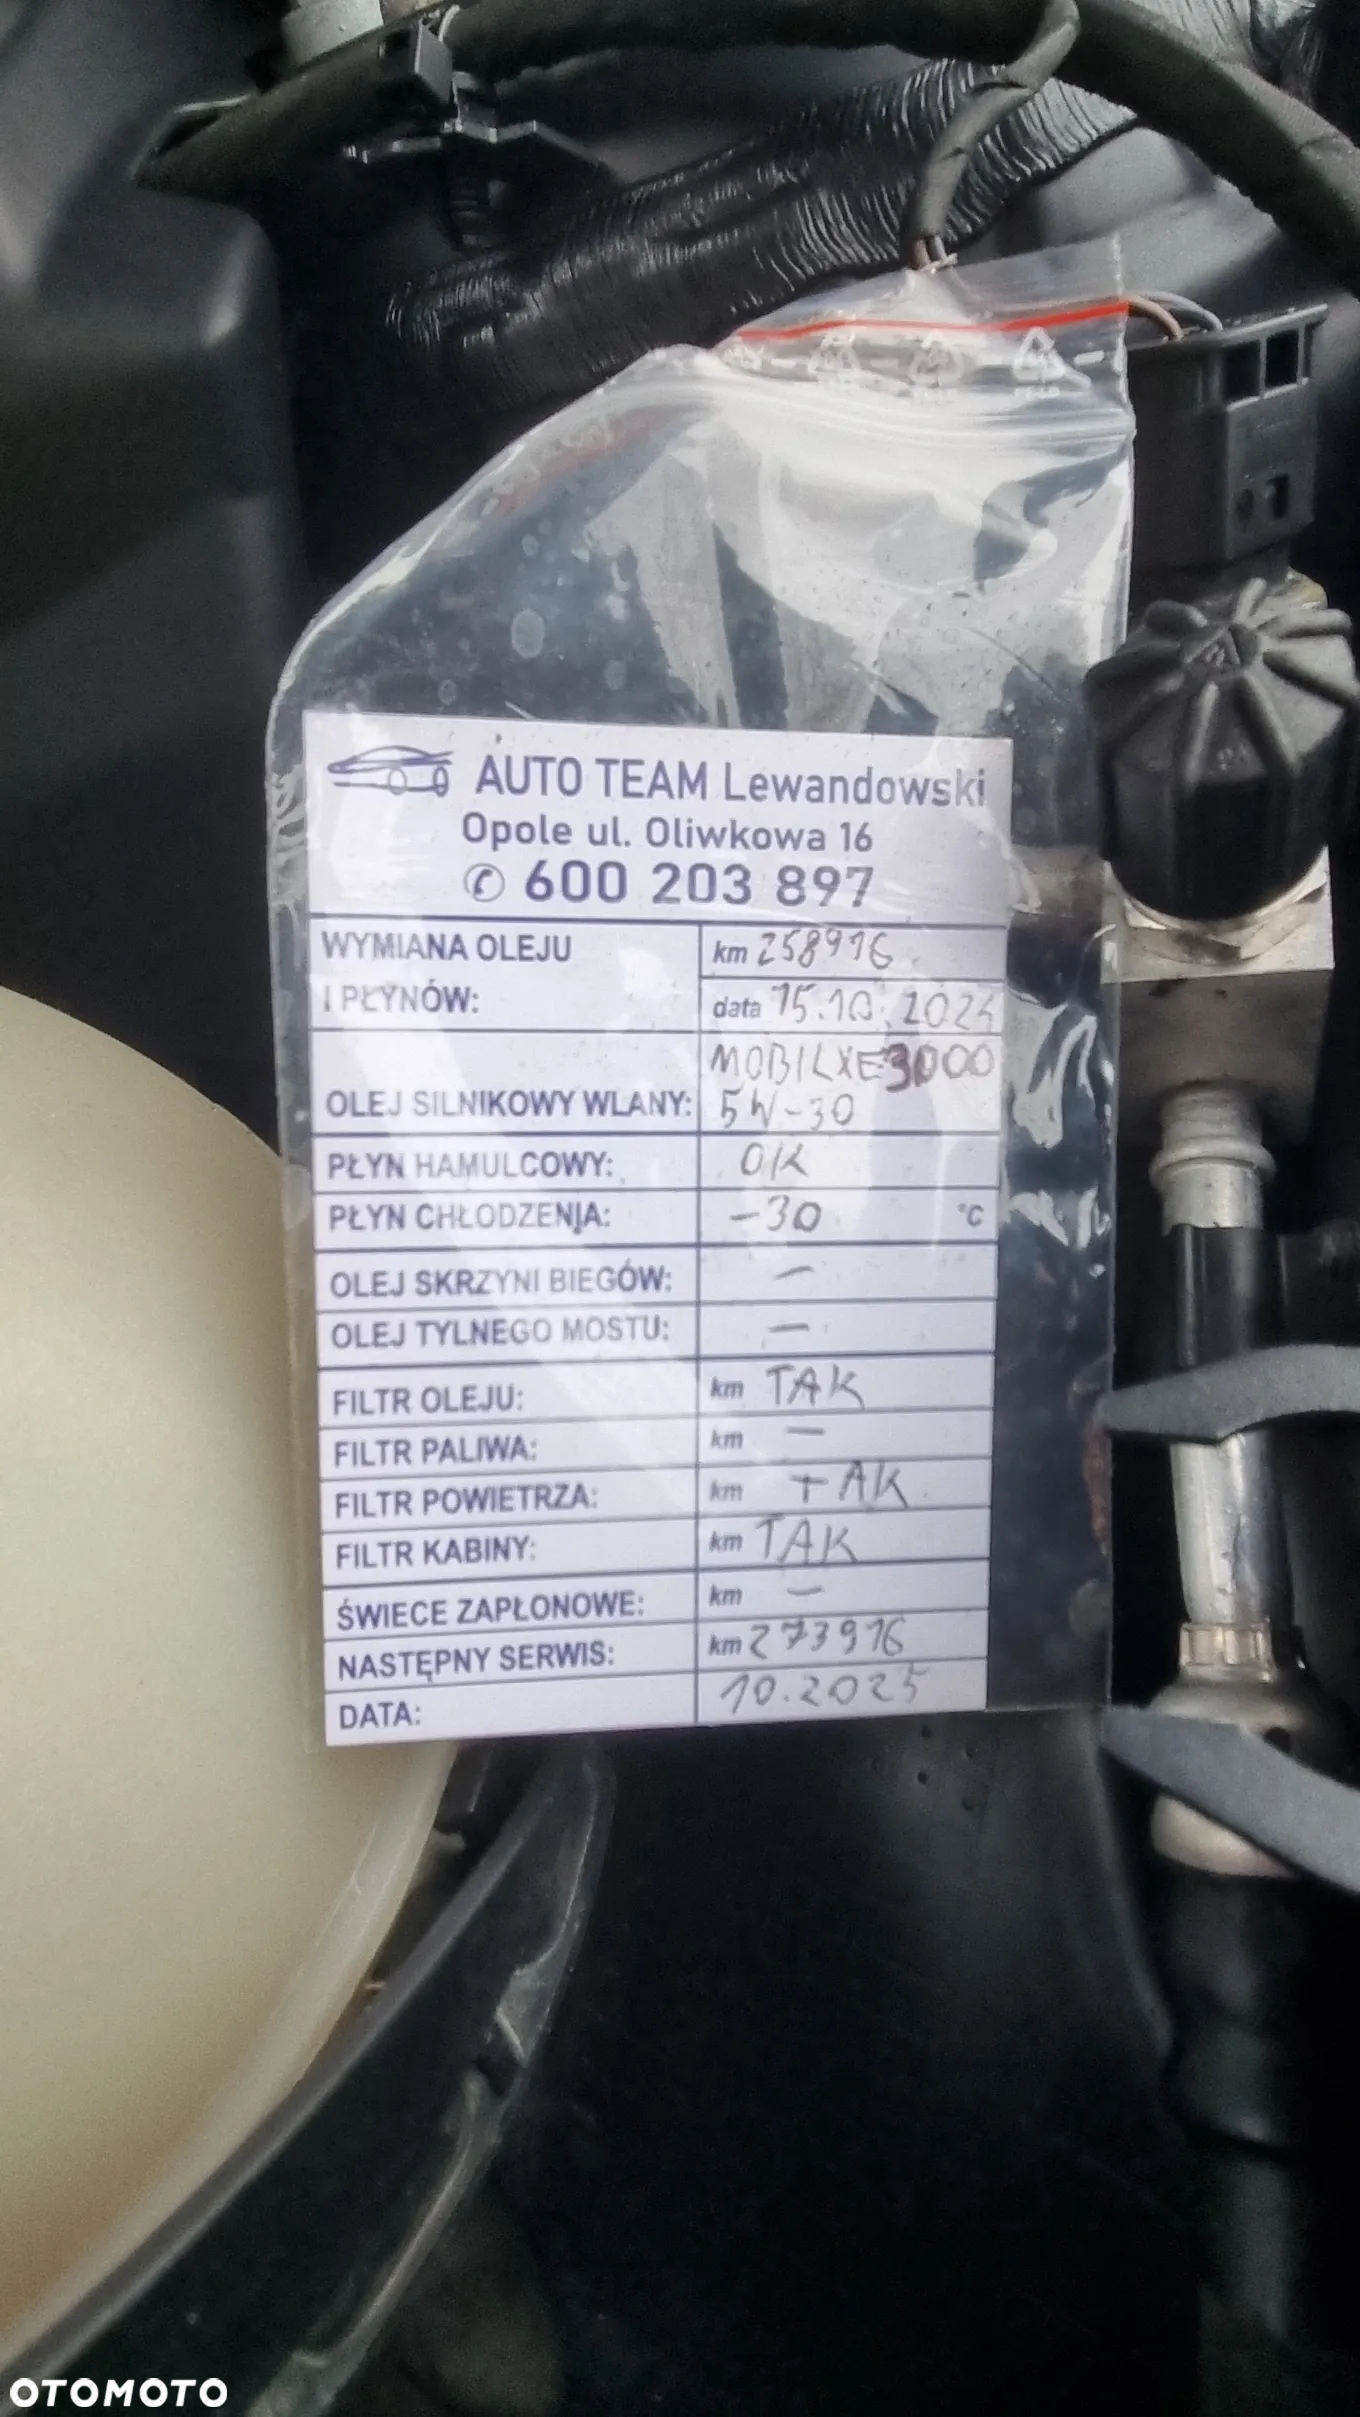 AUTO TEAM Lewandowski
Opole ul. Oliwkowa 16
✆ 600 203 897
WYMIANA OLEJU I PŁYNÓW: km 258916
data 15.10.2024
OLEJ SILNIKOWY WLANY: MOBIL XE 3000
5W-30
PŁYN HAMULCOWY: OK
PŁYN CHŁODZENIA: -30 °C
OLEJ SKRZYNI BIEGÓW: -
OLEJ TYLNEGO MOSTU: -
FILTR OLEJU: km TAK
FILTR PALIWA: km -
FILTR POWIETRZA: km TAK
FILTR KABINY: km TAK
ŚWIECE ZAPŁONOWE: km -
NASTĘPNY SERWIS: km 273916
DATA: 10.2025
OTOMOTO